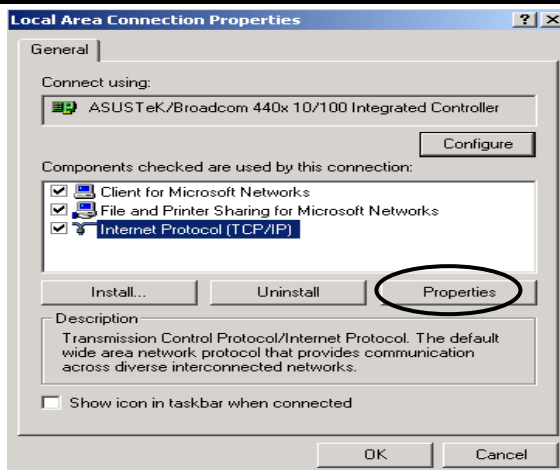 Local Area Connection Properties
General
Connect using:
ASUSTeK/Broadcom 440x 10/100 Integrated Controller
Configure
Components checked are used by this connection:
Client for Microsoft Networks
File and Printer Sharing for Microsoft Networks
Internet Protocol (TCP/IP)
Install... Uninstall Properties
Description
Transmission Control Protocol/Internet Protocol. The default
wide area network protocol that provides communication
across diverse interconnected networks.
Show icon in taskbar when connected
OK Cancel